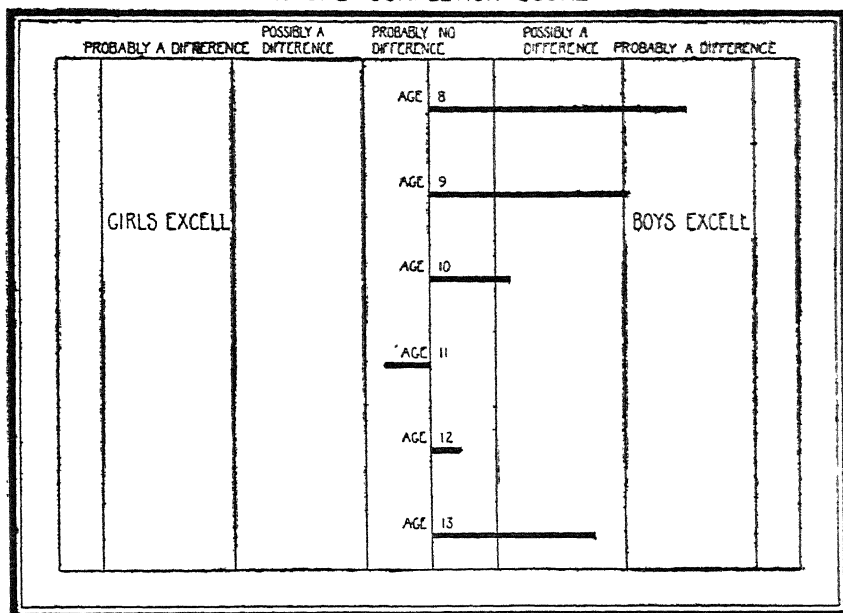 PROBABLY A DIFFERENCE POSSIBLY A DIFFERENCE PROBABLY NO DIFFERENCE POSSIBLY A DIFFERENCE PROBABLY A DIFFERENCE
AGE 8
AGE 9
GIRLS EXCELL BOYS EXCELL
AGE 10
AGE 11
AGE 12
AGE 13